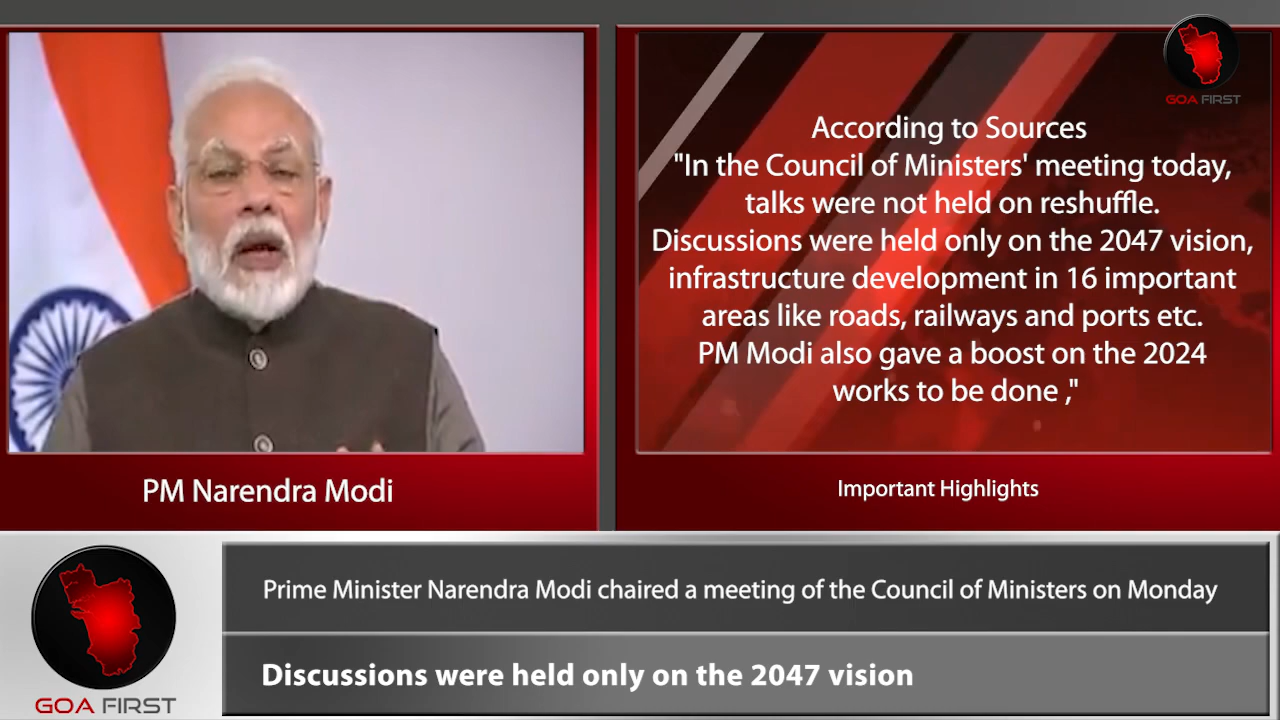 GOA FIRST
According to Sources
"In the Council of Ministers' meeting today,
talks were not held on reshuffle.
Discussions were held only on the 2047 vision,
infrastructure development in 16 important
areas like roads, railways and ports etc.
PM Modi also gave a boost on the 2024
works to be done ,"
PM Narendra Modi
Important Highlights
Prime Minister Narendra Modi chaired a meeting of the Council of Ministers on Monday
Discussions were held only on the 2047 vision
GOA FIRST